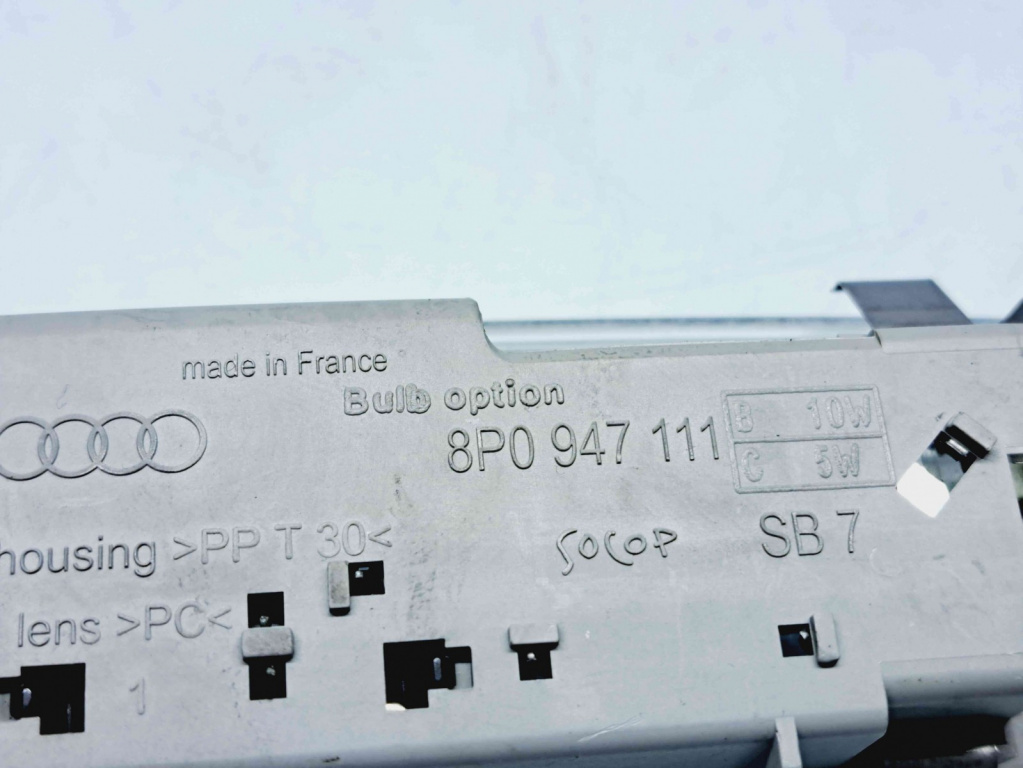 made in France
Bulb option
8P0 947 111
B 10W
C 5W
housing >PP T 30<
SOCOP
SB 7
lens >PC<
1